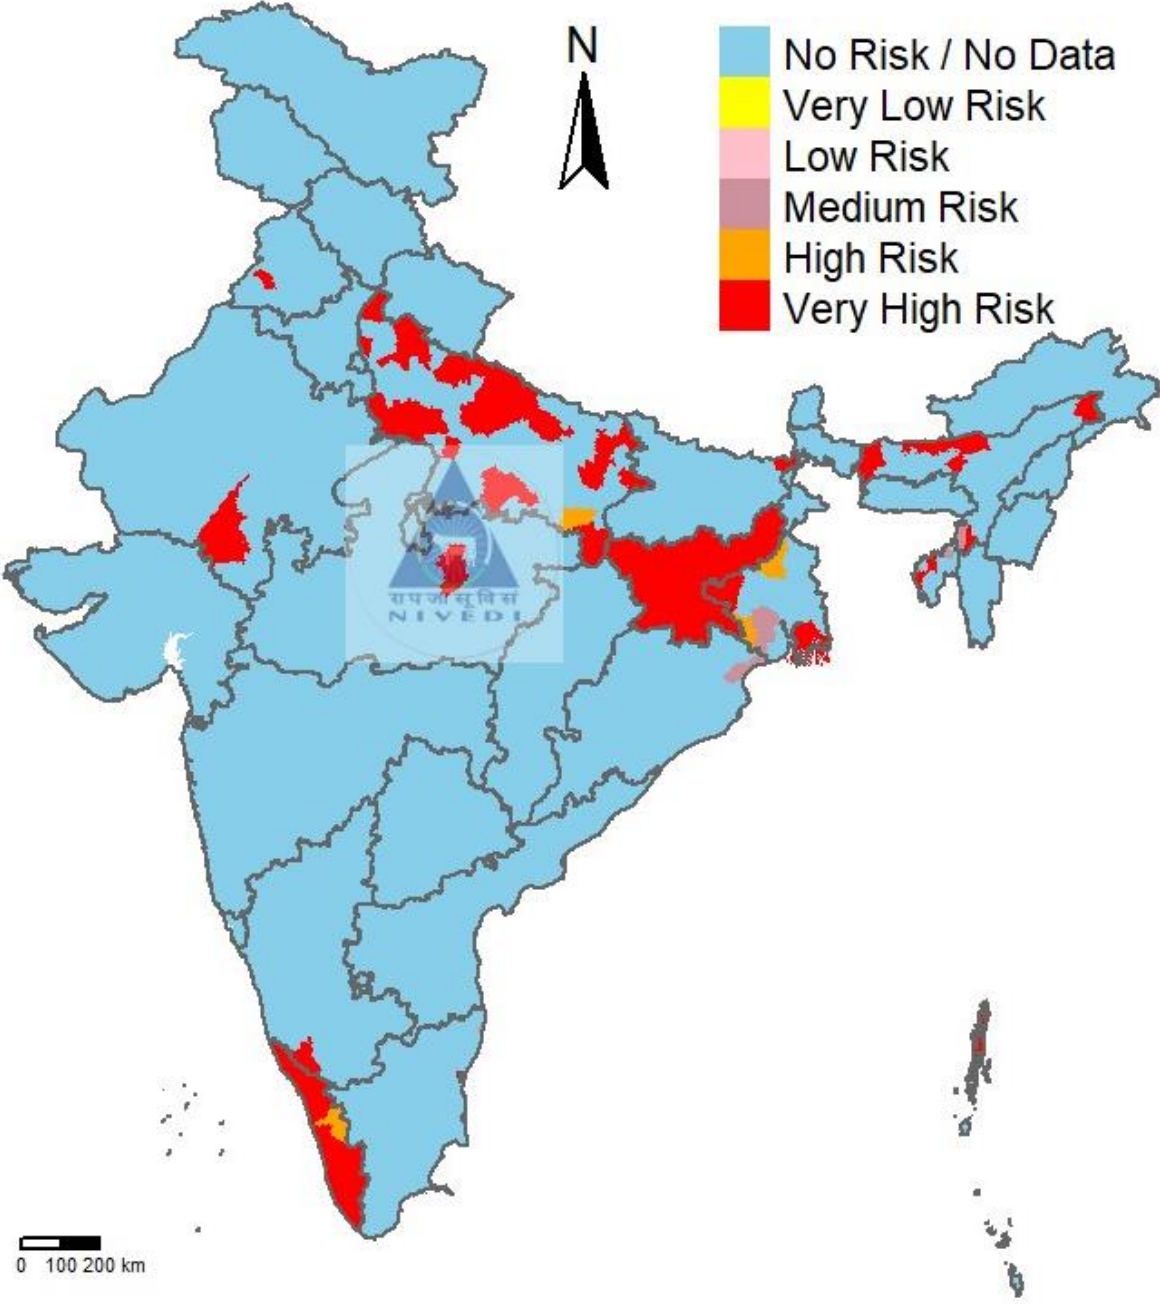 N
No Risk / No Data
Very Low Risk
Low Risk
Medium Risk
High Risk
Very High Risk
राष्ट्रीय
NIVEDI
0 100 200 km